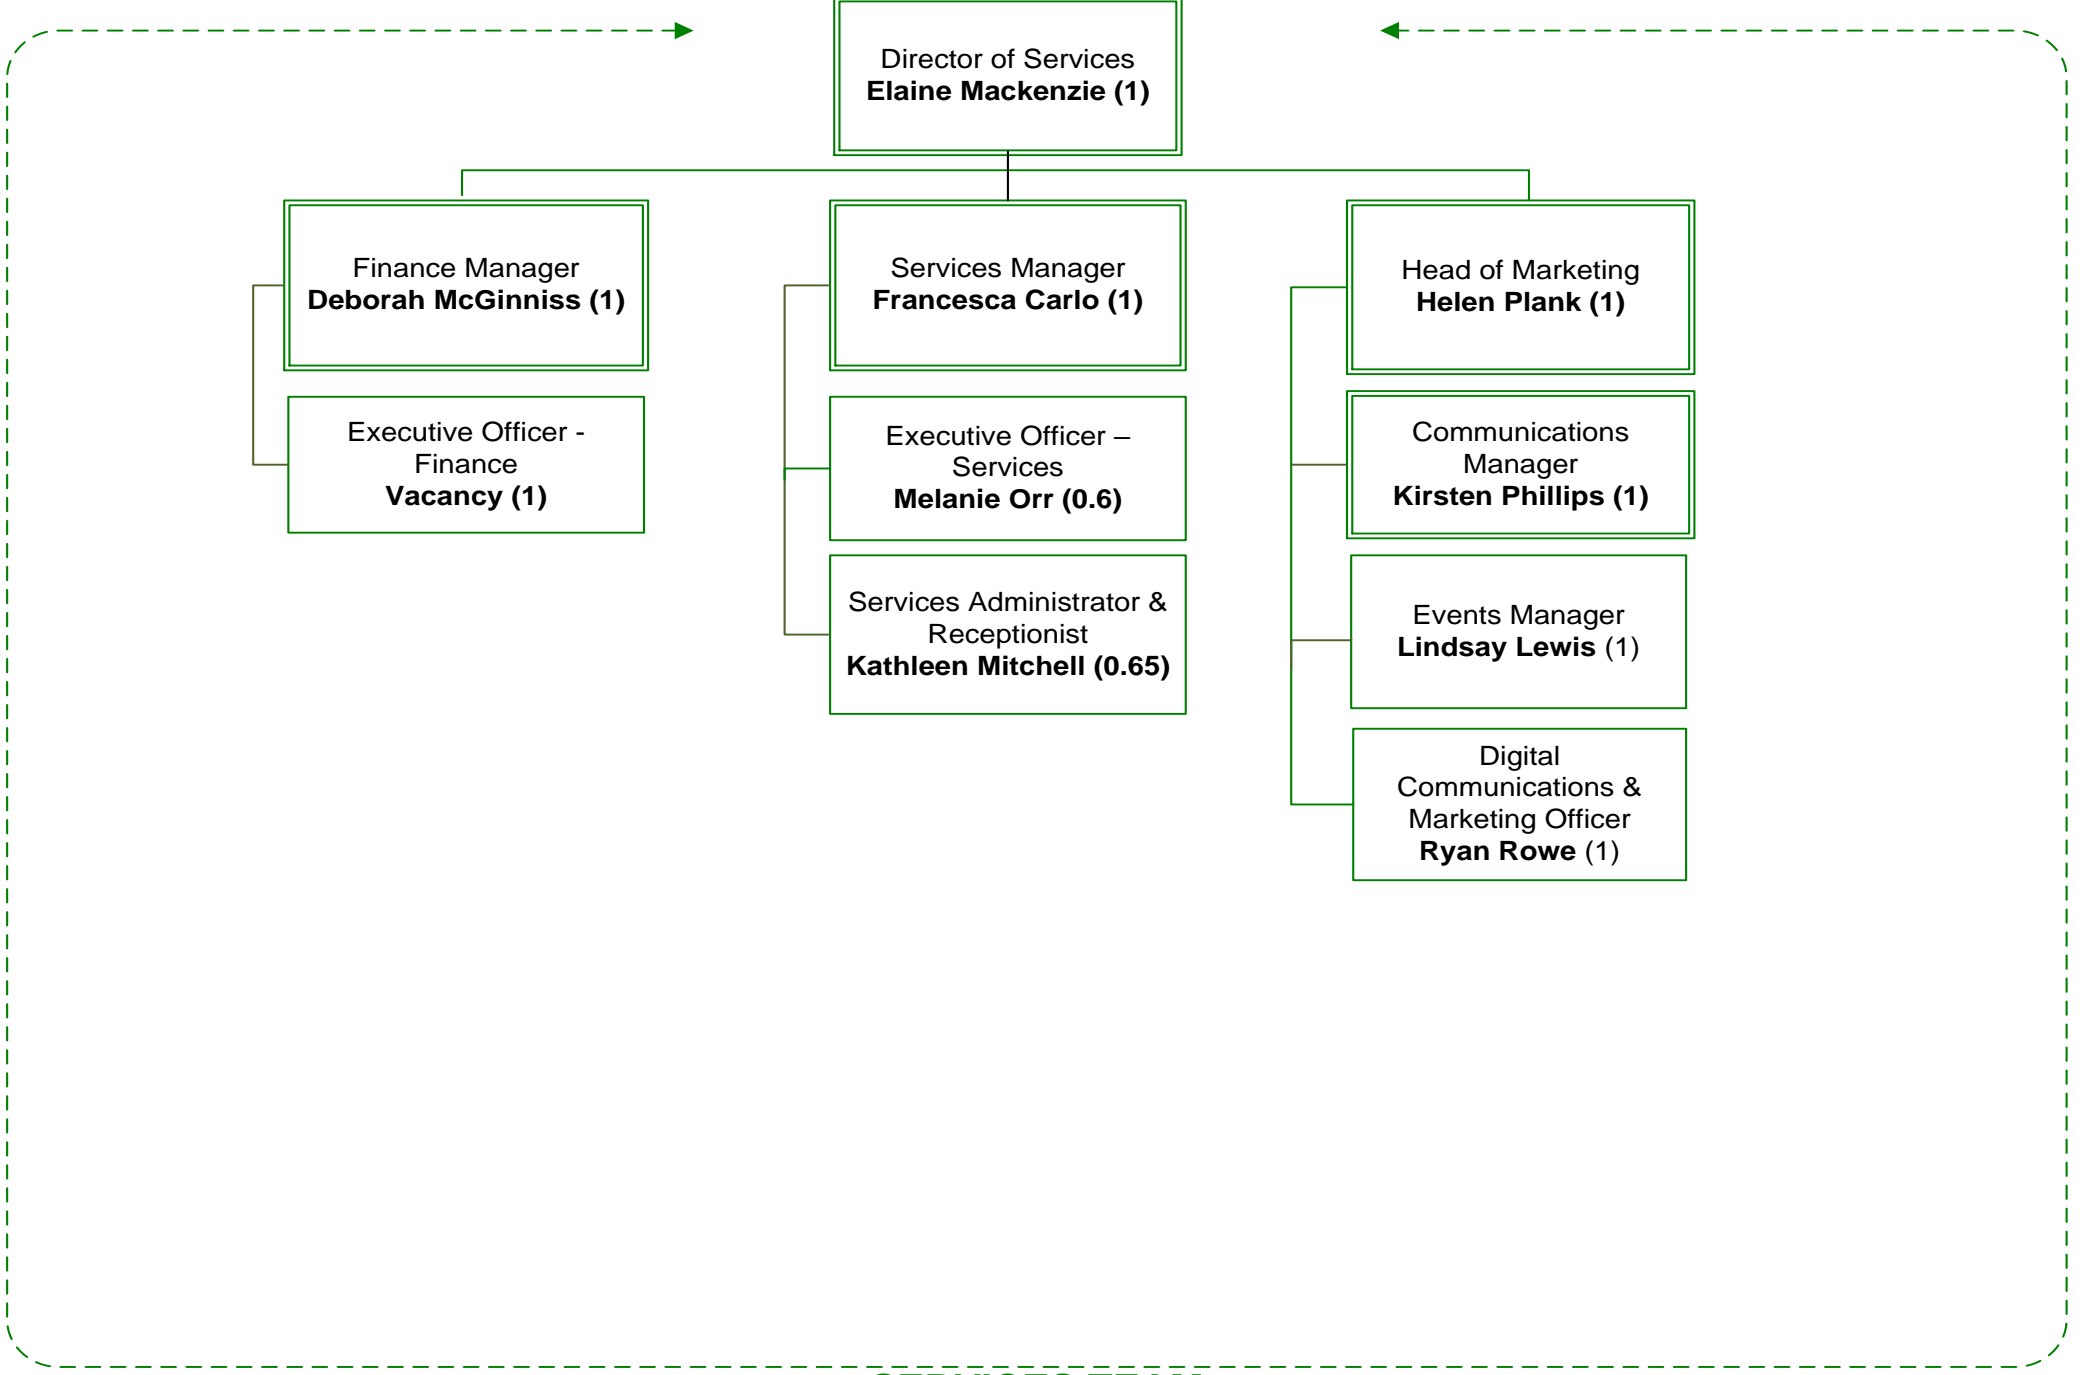 Director of Services
Elaine Mackenzie (1)
Finance Manager
Deborah McGinniss (1)
Executive Officer -
Finance
Vacancy (1)
Services Manager
Francesca Carlo (1)
Executive Officer –
Services
Melanie Orr (0.6)
Services Administrator &
Receptionist
Kathleen Mitchell (0.65)
Head of Marketing
Helen Plank (1)
Communications
Manager
Kirsten Phillips (1)
Events Manager
Lindsay Lewis (1)
Digital
Communications &
Marketing Officer
Ryan Rowe (1)
SERVICES TEAM